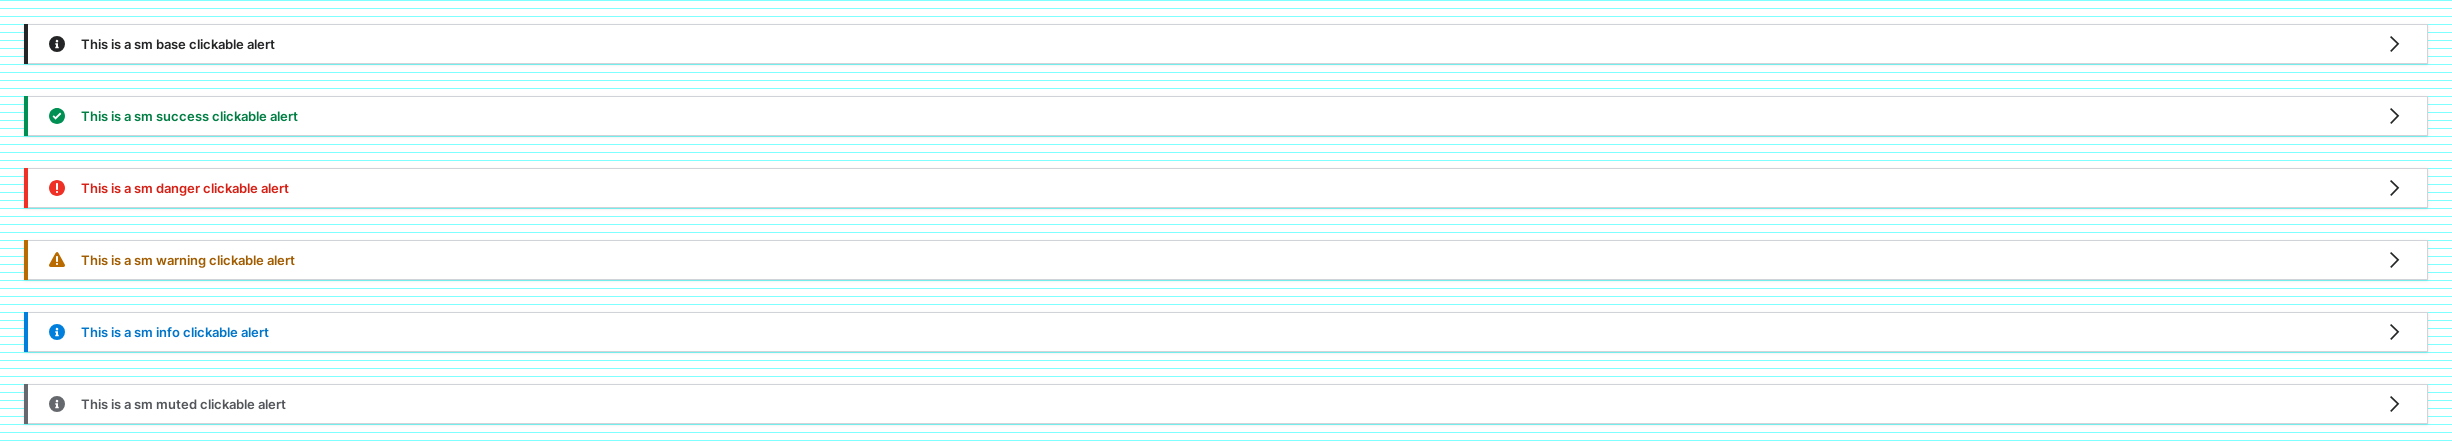 This is a sm base clickable alert
This is a sm success clickable alert
This is a sm danger clickable alert
This is a sm warning clickable alert
This is a sm info clickable alert
This is a sm muted clickable alert